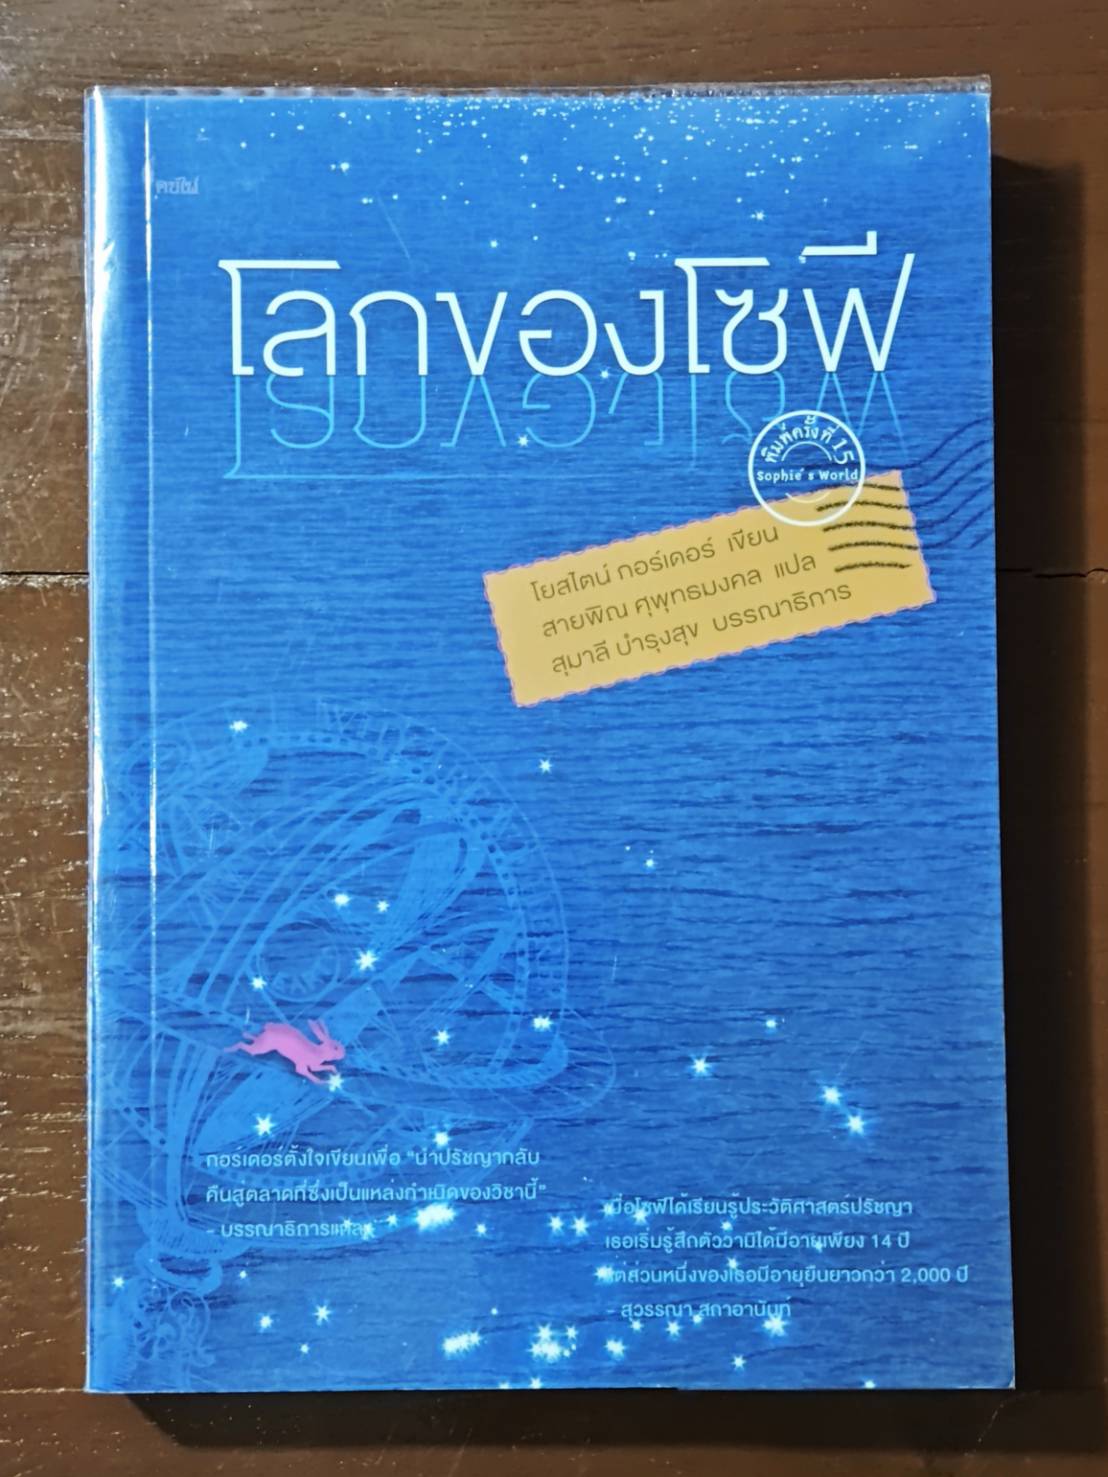 คบไฟ
โลกของโซฟี
พิมพ์ครั้งที่ 15
Sophie's World
โยสไตน์ กอร์เดอร์ เขียน
สายพิณ ศุพุทธมงคล แปล
สุมาลี บำรุงสุข บรรณาธิการ
กอร์เดอร์ตั้งใจเขียนเพื่อ "นำปรัชญากลับ
คืนสู่ตลาดที่ซึ่งเป็นแหล่งกำเนิดของวิชานี้"
- บรรณาธิการแปล
เมื่อโซฟีได้เรียนรู้ประวัติศาสตร์ปรัชญา
เธอเริ่มรู้สึกตัวว่ามิได้มีอายุเพียง 14 ปี
แต่ส่วนหนึ่งของเธอมีอายุยืนยาวกว่า 2,000 ปี
- สุวรรณา สถาอานันท์